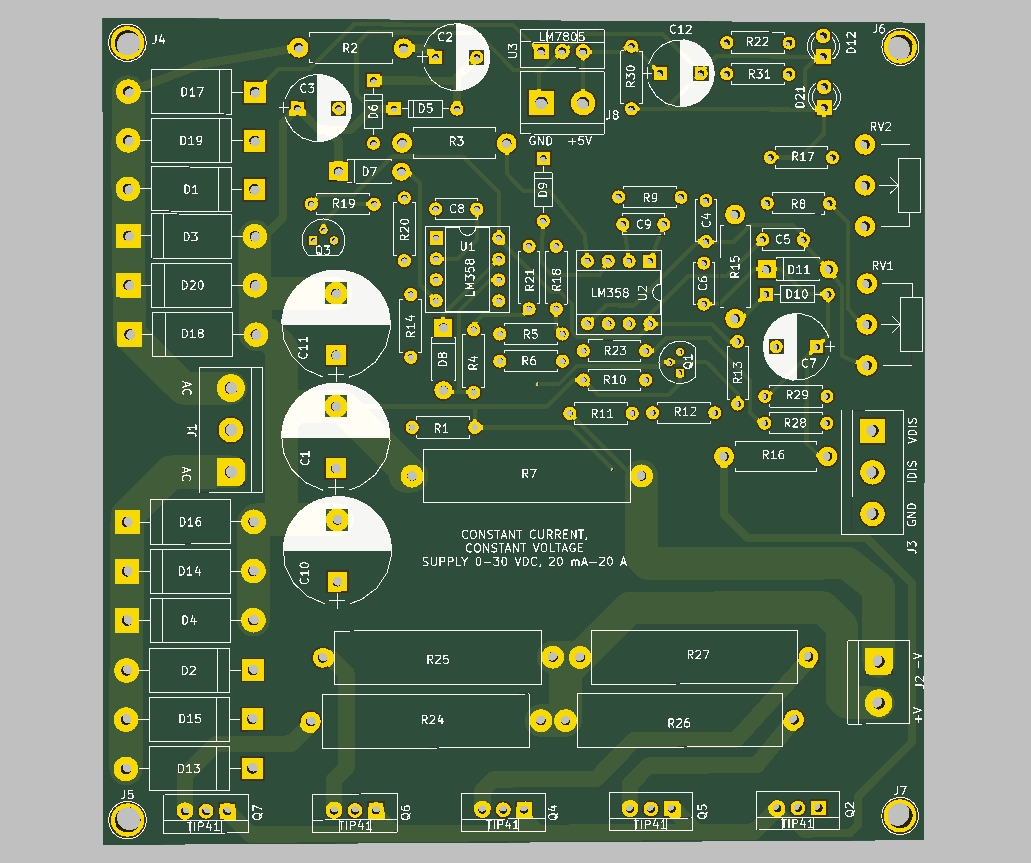 J4
R2
C2
LM7805
U3
C12
R22
D12
J6
R31
R30
D21
D17
C3
D6
D5
J8
GND +5V
RV2
D19
R3
D7
D9
R17
D1
R19
R20
C8
R9
C9
C4
R8
D3
Q3
U1
LM358
R21
R18
LM358
U2
C6
R15
C5
D11
D10
RV1
D20
D18
C11
R14
D8
R4
R5
R6
R23
R10
Q1
R13
C7
AC
J1
AC
C1
R1
R11
R12
R29
R28
R16
VDIS
IDIS
GND
J3
R7
D16
D14
D4
C10
CONSTANT CURRENT,
CONSTANT VOLTAGE
SUPPLY 0-30 VDC, 20 mA-20 A
D2
D15
D13
R25
R27
R24
R26
-V
J2
+V
J5
TIP41
Q7
TIP41
Q6
TIP41
Q4
TIP41
Q5
TIP41
Q2
J7